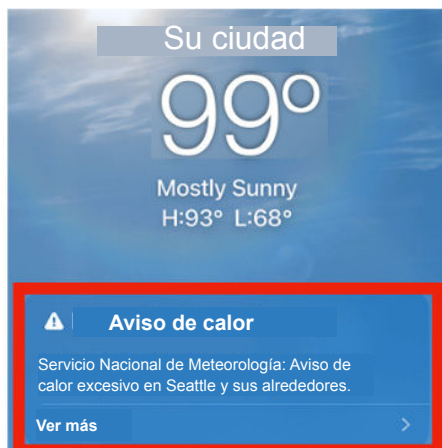 Su ciudad
99°
Mostly Sunny
H:93° L:68°
Aviso de calor
Servicio Nacional de Meteorología: Aviso de
calor excesivo en Seattle y sus alrededores.
Ver más